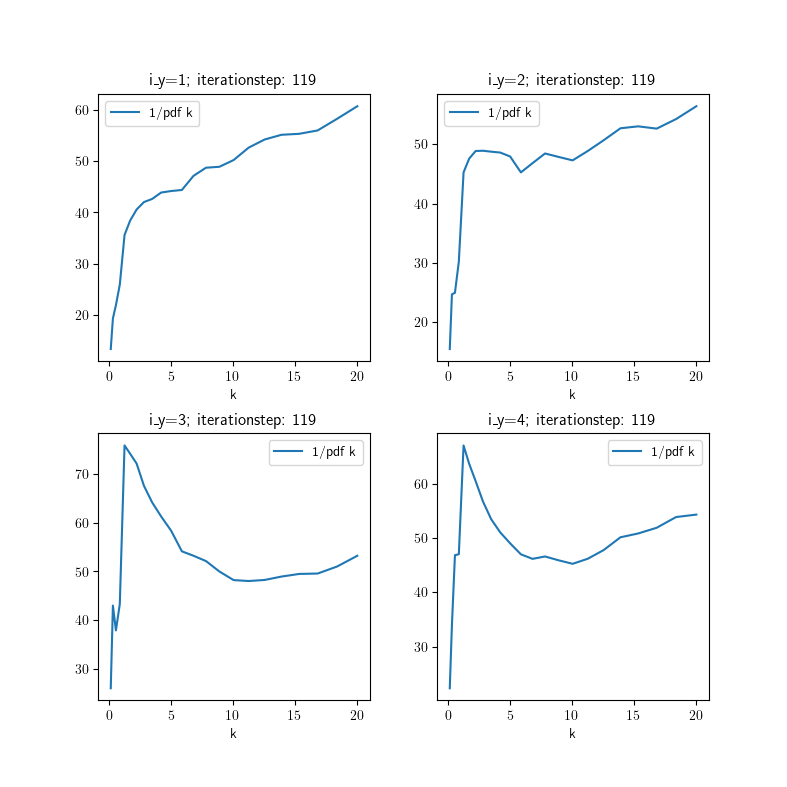 i_y=1; iterationstep: 119
1/pdf k
60
50
40
30
20
0 5 10 15 20
k
i_y=2; iterationstep: 119
1/pdf k
50
40
30
20
0 5 10 15 20
k
i_y=3; iterationstep: 119
1/pdf k
70
60
50
40
30
0 5 10 15 20
k
i_y=4; iterationstep: 119
1/pdf k
60
50
40
30
0 5 10 15 20
k